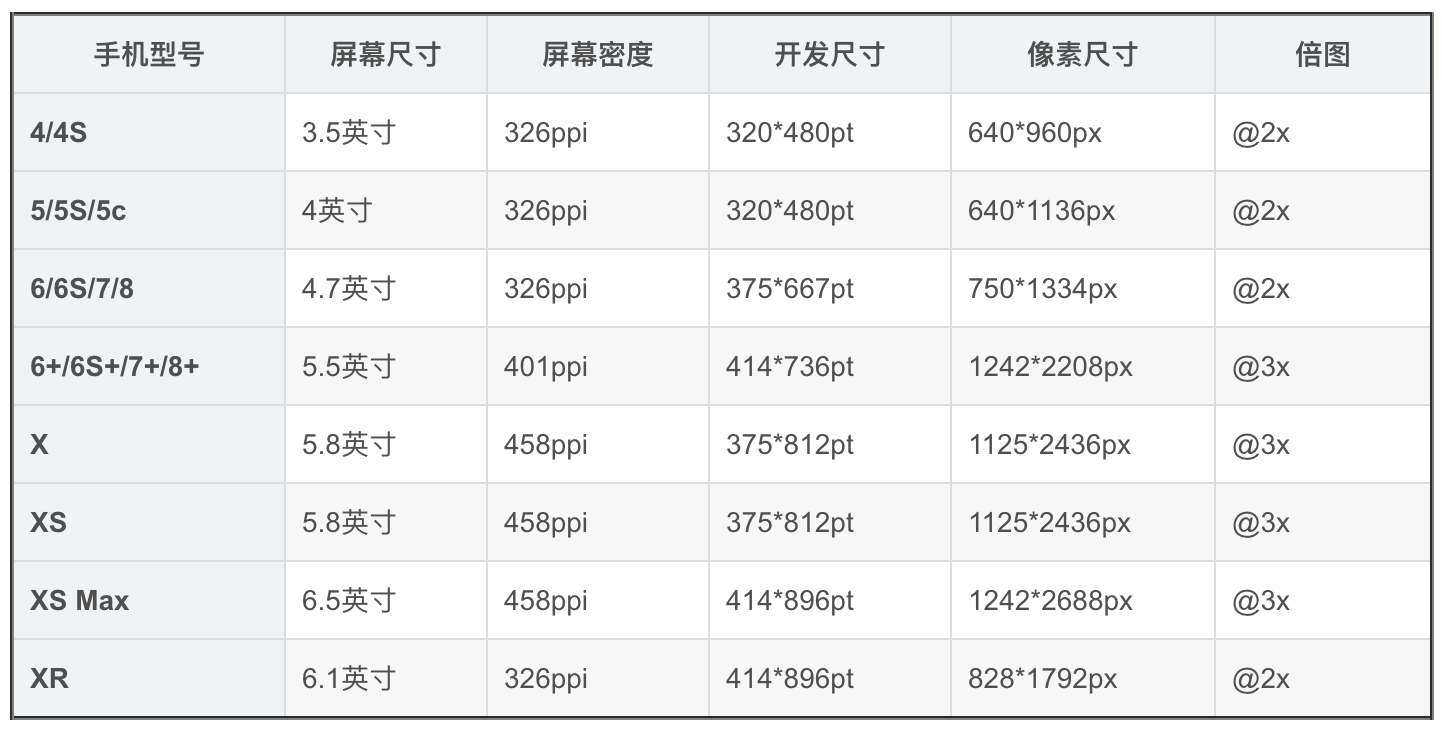 手机型号 屏幕尺寸 屏幕密度 开发尺寸 像素尺寸 倍图
4/4S 3.5英寸 326ppi 320*480pt 640*960px @2x
5/5S/5c 4英寸 326ppi 320*480pt 640*1136px @2x
6/6S/7/8 4.7英寸 326ppi 375*667pt 750*1334px @2x
6+/6S+/7+/8+ 5.5英寸 401ppi 414*736pt 1242*2208px @3x
X 5.8英寸 458ppi 375*812pt 1125*2436px @3x
XS 5.8英寸 458ppi 375*812pt 1125*2436px @3x
XS Max 6.5英寸 458ppi 414*896pt 1242*2688px @3x
XR 6.1英寸 326ppi 414*896pt 828*1792px @2x